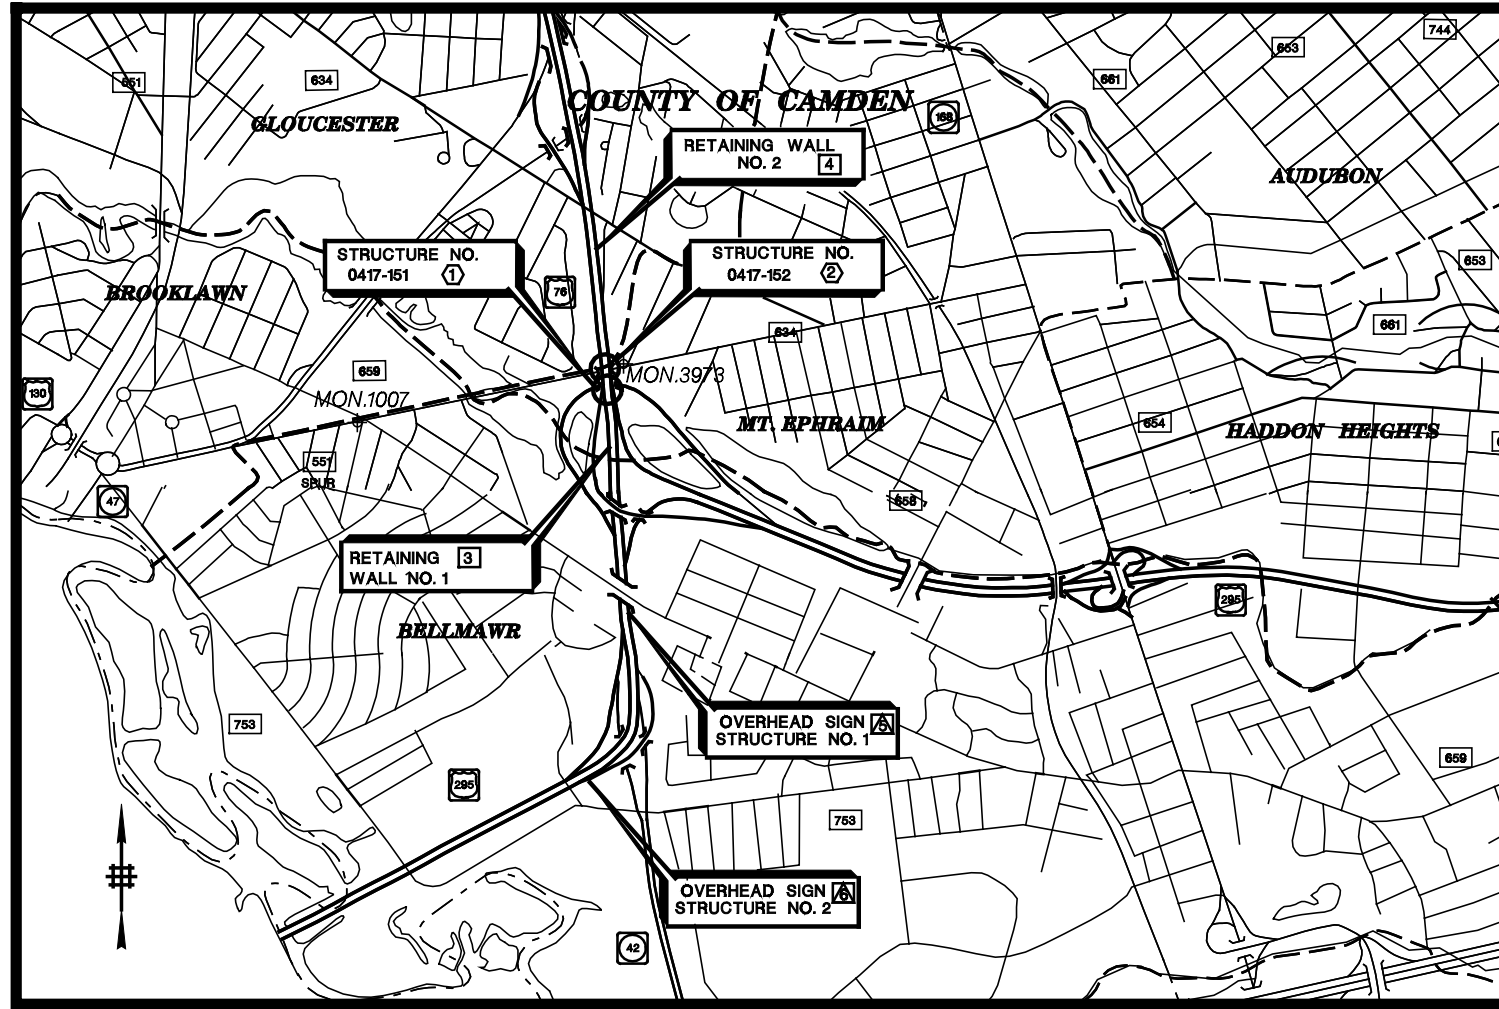 744
653
661
551
634
COUNTY OF CAMDEN
168
GLOUCESTER
RETAINING WALL
NO. 2 4
AUDUBON
STRUCTURE NO.
0417-151 1
STRUCTURE NO.
0417-152 2
653
BROOKLAWN
76
634
661
659
MON.3973
130
MON.1007
MT. EPHRAIM
654
HADDON HEIGHTS
551
SPUR
47
658
RETAINING 3
WALL NO. 1
295
BELLMAWR
753
OVERHEAD SIGN 5
STRUCTURE NO. 1
659
295
753
OVERHEAD SIGN 6
STRUCTURE NO. 2
42